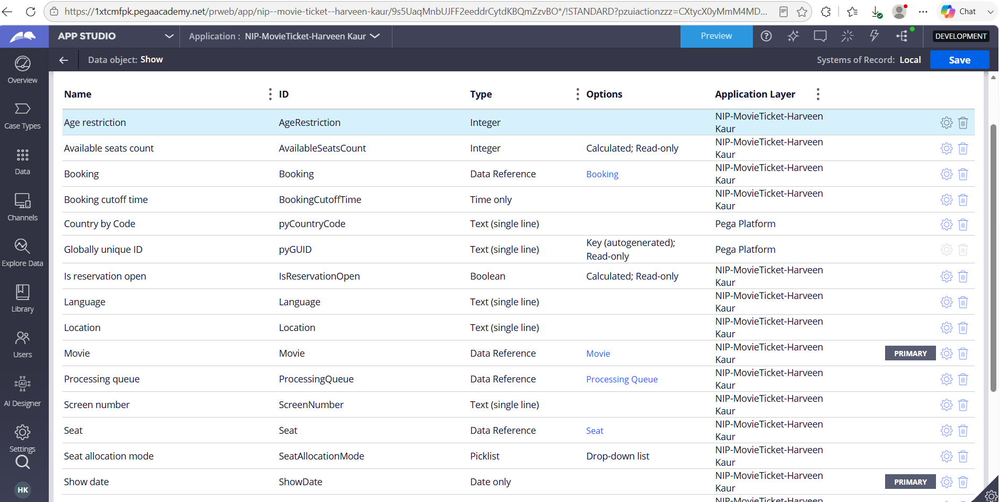 https://1xtcmfpk.pegaacademy.net/prweb/app/nip--movie-ticket--harveen-kaur/9s5UaqMnbUJFF2eeddrCytdKBQmZzvBO*/!STANDARD?pzuiactionzzz=CXtycX0yMmM4MD...
Chat
APP STUDIO
Application : NIP-MovieTicket-Harveen Kaur
Preview
DEVELOPMENT
Data object: Show
Systems of Record: Local
Save
Overview
Case Types
Data
Channels
Explore Data
Library
Users
AI
AI Designer
Settings
HK
Name ID Type Options Application Layer
Age restriction AgeRestriction Integer NIP-MovieTicket-Harveen
Kaur
Available seats count AvailableSeatsCount Integer Calculated; Read-only NIP-MovieTicket-Harveen
Kaur
Booking Booking Data Reference Booking NIP-MovieTicket-Harveen
Kaur
Booking cutoff time BookingCutoffTime Time only NIP-MovieTicket-Harveen
Kaur
Country by Code pyCountryCode Text (single line) Pega Platform
Globally unique ID pyGUID Text (single line) Key (autogenerated); Pega Platform
Read-only
Is reservation open IsReservationOpen Boolean Calculated; Read-only NIP-MovieTicket-Harveen
Kaur
Language Language Text (single line) NIP-MovieTicket-Harveen
Kaur
Location Location Text (single line) NIP-MovieTicket-Harveen
Kaur
Movie Movie Data Reference Movie NIP-MovieTicket-Harveen PRIMARY
Kaur
Processing queue ProcessingQueue Data Reference Processing Queue NIP-MovieTicket-Harveen
Kaur
Screen number ScreenNumber Text (single line) NIP-MovieTicket-Harveen
Kaur
Seat Seat Data Reference Seat NIP-MovieTicket-Harveen
Kaur
Seat allocation mode SeatAllocationMode Picklist Drop-down list NIP-MovieTicket-Harveen
Kaur
Show date ShowDate Date only NIP-MovieTicket-Harveen PRIMARY
Kaur
NIP-MovieTicket-Harveen